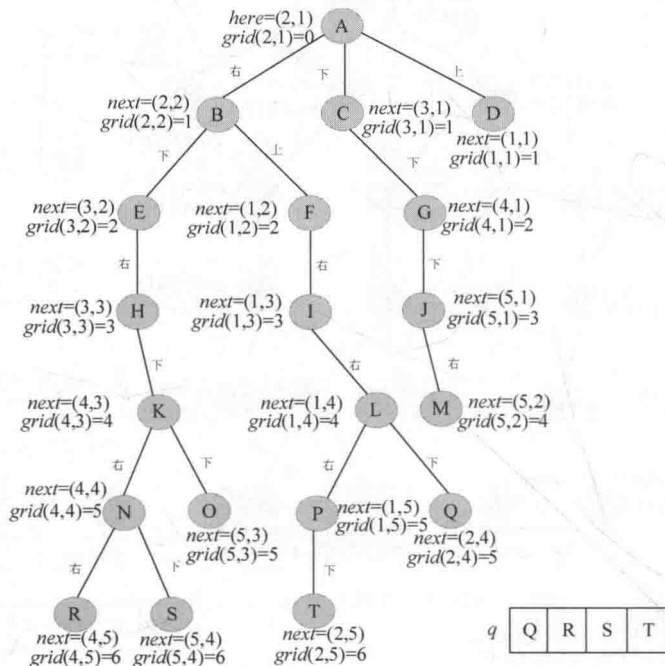 here=(2,1)
grid(2,1)=0
A
右
下
上
next=(2,2)
grid(2,2)=1
B
C
next=(3,1)
grid(3,1)=1
D
next=(1,1)
grid(1,1)=1
下
上
下
next=(3,2)
grid(3,2)=2
E
next=(1,2)
grid(1,2)=2
F
G
next=(4,1)
grid(4,1)=2
右
右
下
next=(3,3)
grid(3,3)=3
H
next=(1,3)
grid(1,3)=3
I
J
next=(5,1)
grid(5,1)=3
下
右
右
next=(4,3)
grid(4,3)=4
K
next=(1,4)
grid(1,4)=4
L
M
next=(5,2)
grid(5,2)=4
右
下
右
下
next=(4,4)
grid(4,4)=5
N
O
next=(5,3)
grid(5,3)=5
P
next=(1,5)
grid(1,5)=5
Q
next=(2,4)
grid(2,4)=5
右
下
下
R
next=(4,5)
grid(4,5)=6
S
next=(5,4)
grid(5,4)=6
T
next=(2,5)
grid(2,5)=6
q Q R S T